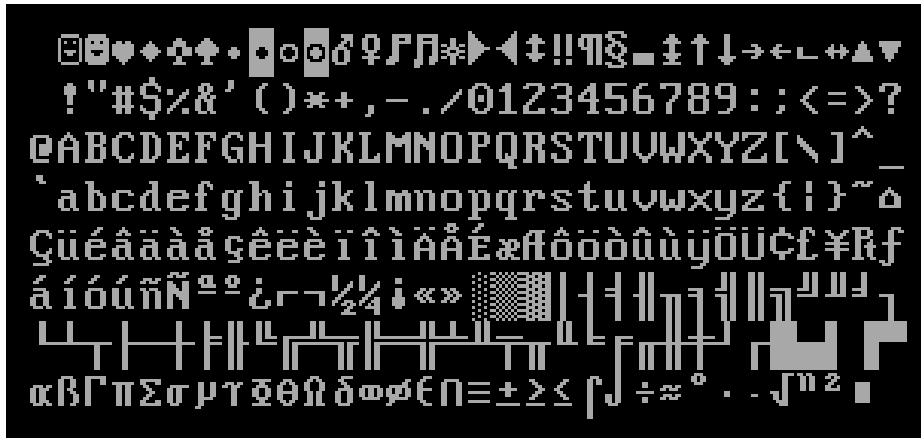 ☺☻♥♦♣♠•◘○◙♂♀♪♫☼►◄↕‼¶§▬↨↑↓→←∟↔▲▼
!"#$%&'()*+,-./0123456789:;<=>?
@ABCDEFGHIJKLMNOPQRSTUVWXYZ[\]^_
`abcdefghijklmnopqrstuvwxyz{¦}~⌂
ÇüéâäàåçêëèïîìÄÅÉæÆôöòûùÿÖÜ¢£¥₧ƒ
áíóúñÑªº¿⌐¬½¼¡«»░▒▓│┤╡╢╖╕╣║╗╝╜╛┐
└┴┬├─┼╞╟╚╔╩╦╠═╬╧╨╤╥╙╘╒╓╫╪┘┌█▄▌▐▀
αßΓπΣσµτΦΘΩδ∞φε∩≡±≥≤⌠⌡÷≈°∙·√ⁿ²■